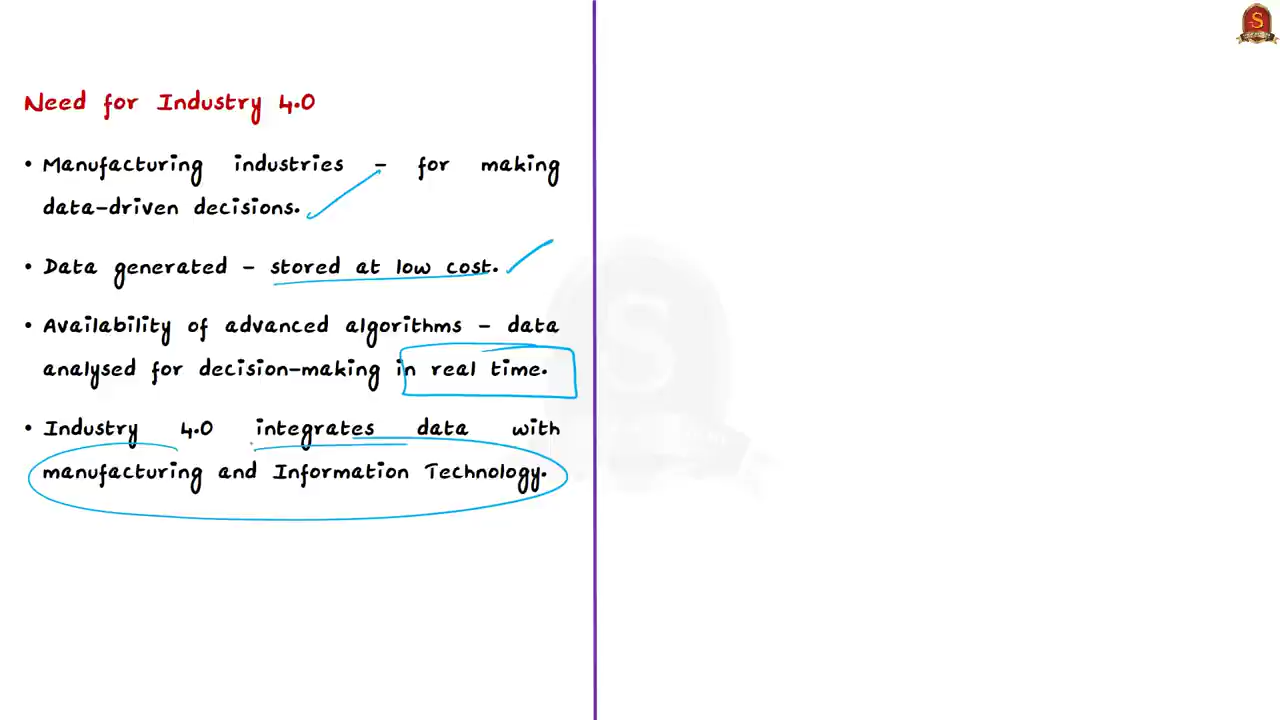 Need for Industry 4.0
• Manufacturing industries – for making
data-driven decisions.
• Data generated – stored at low cost.
• Availability of advanced algorithms – data
analysed for decision-making in real time.
• Industry 4.0 integrates data with
manufacturing and Information Technology.
S
S